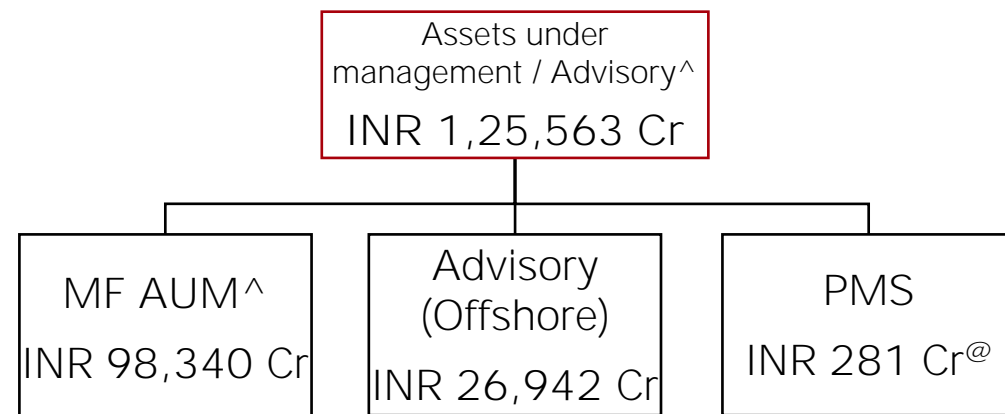 Assets under
management / Advisory^
INR 1,25,563 Cr
MF AUM^
INR 98,340 Cr
Advisory
(Offshore)
INR 26,942 Cr
PMS
INR 281 Cr@